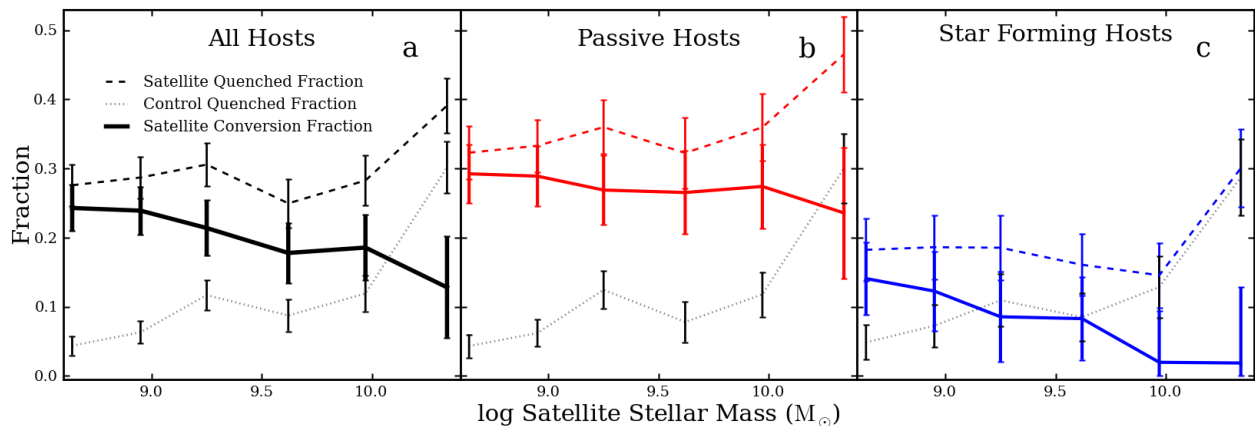 All Hosts
a
Satellite Quenched Fraction
Control Quenched Fraction
Satellite Conversion Fraction
Passive Hosts
b
Star Forming Hosts
c
Fraction
0.5
0.4
0.3
0.2
0.1
0.0
9.0 9.5 10.0
9.0 9.5 10.0
9.0 9.5 10.0
log Satellite Stellar Mass (M☉)